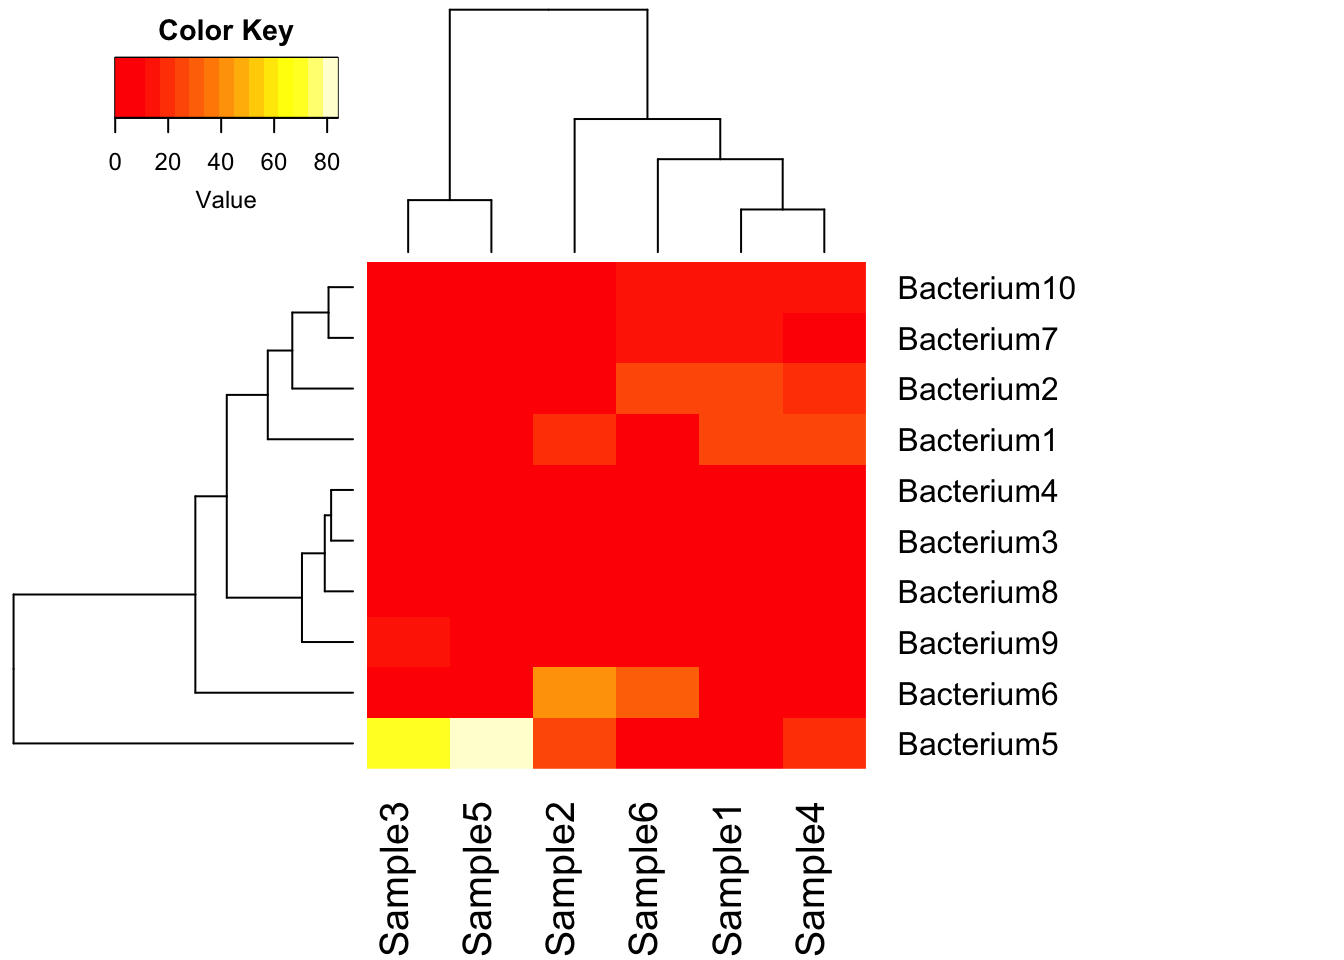 Color Key
0 20 40 60 80
Value
Bacterium10
Bacterium7
Bacterium2
Bacterium1
Bacterium4
Bacterium3
Bacterium8
Bacterium9
Bacterium6
Bacterium5
Sample3
Sample5
Sample2
Sample6
Sample1
Sample4